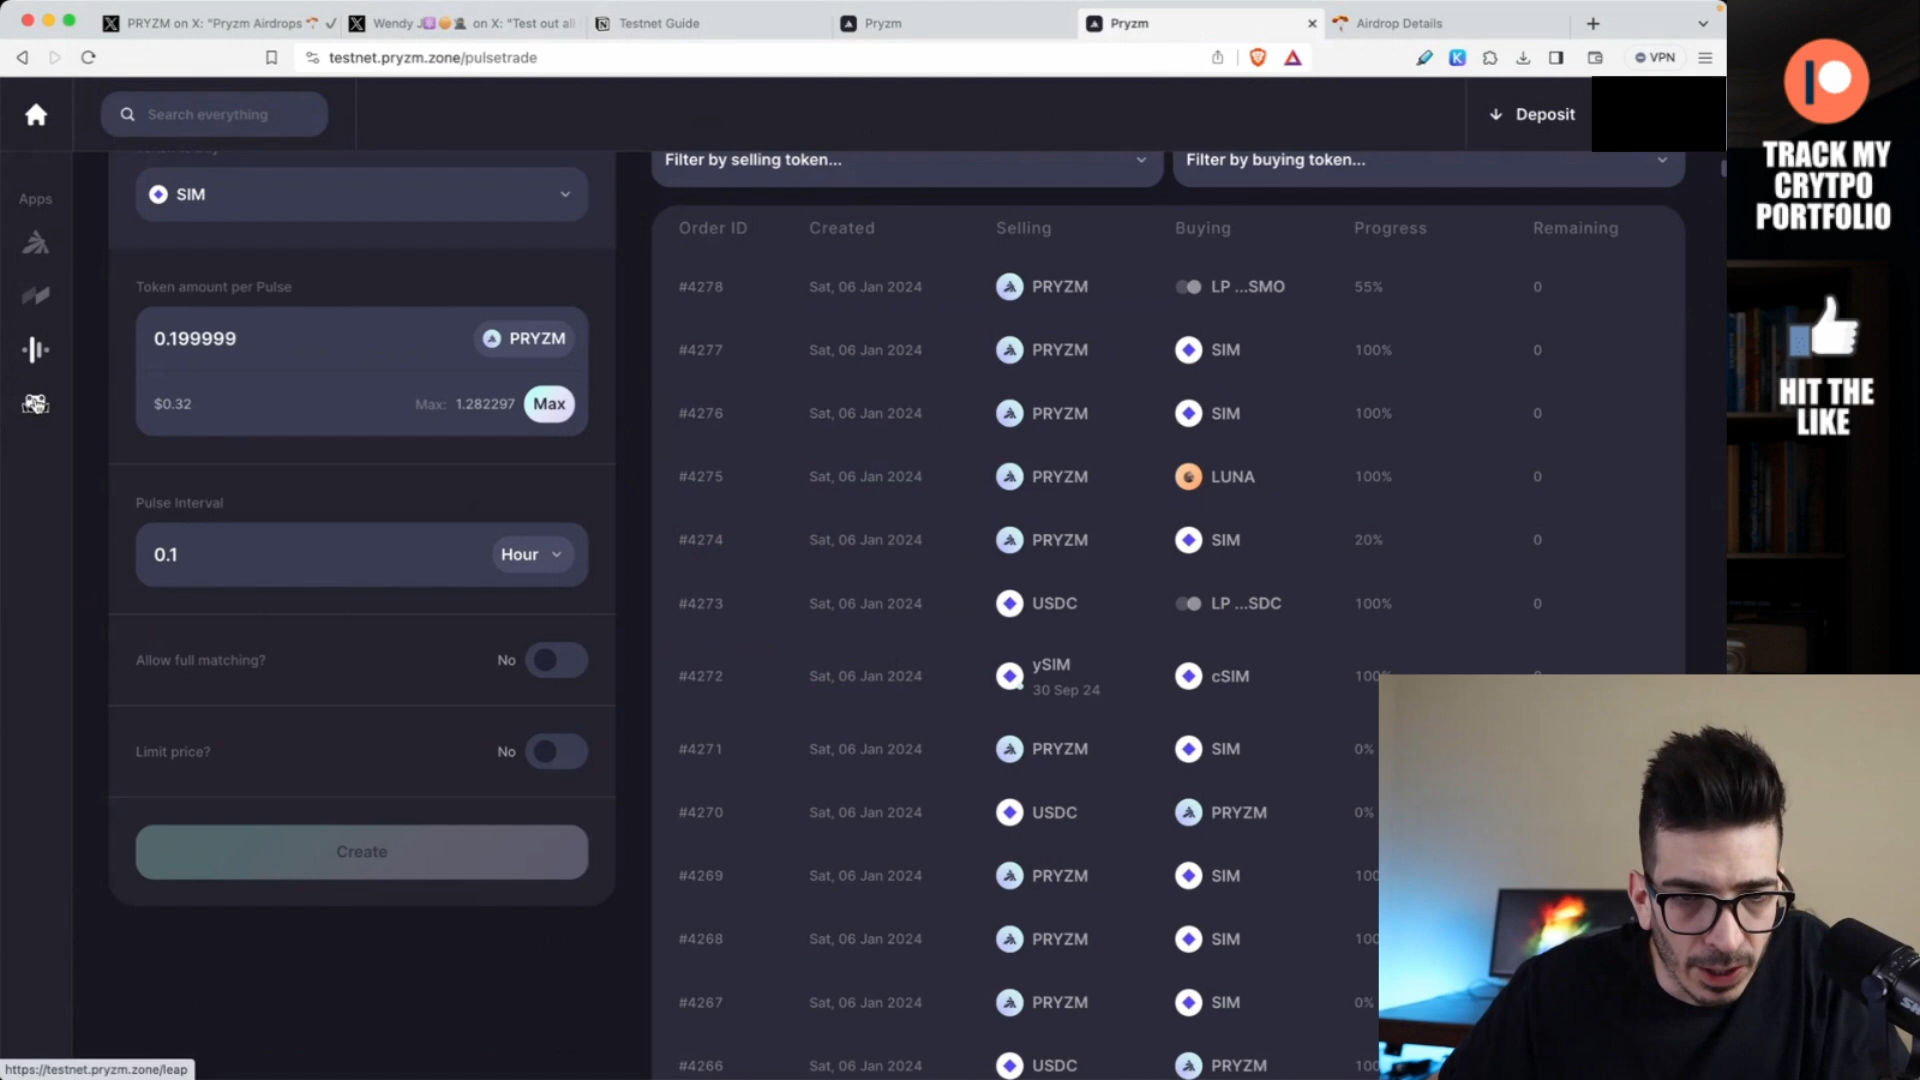 PRYZM on X: "Pryzm Airdrops
Wendy J on X: "Test out all
Testnet Guide
Pryzm
Pryzm
Airdrop Details
testnet.pryzm.zone/pulsetrade
VPN
Search everything
Deposit
Filter by selling token...
Filter by buying token...
Apps
SIM
Token amount per Pulse
0.199999
PRYZM
$0.32
Max: 1.282297
Max
Pulse Interval
0.1
Hour
Allow full matching?
No
Limit price?
No
Create
Order ID Created Selling Buying Progress Remaining
#4278 Sat, 06 Jan 2024 PRYZM LP ...SMO 55% 0
#4277 Sat, 06 Jan 2024 PRYZM SIM 100% 0
#4276 Sat, 06 Jan 2024 PRYZM SIM 100% 0
#4275 Sat, 06 Jan 2024 PRYZM LUNA 100% 0
#4274 Sat, 06 Jan 2024 PRYZM SIM 20% 0
#4273 Sat, 06 Jan 2024 USDC LP ...SDC 100% 0
#4272 Sat, 06 Jan 2024 ySIM cSIM
30 Sep 24
#4271 Sat, 06 Jan 2024 PRYZM SIM 0%
#4270 Sat, 06 Jan 2024 USDC PRYZM 0%
#4269 Sat, 06 Jan 2024 PRYZM SIM
#4268 Sat, 06 Jan 2024 PRYZM SIM
#4267 Sat, 06 Jan 2024 PRYZM SIM 0%
#4266 Sat, 06 Jan 2024 USDC PRYZM
https://testnet.pryzm.zone/leap
TRACK MY
CRYTPO
PORTFOLIO
HIT THE
LIKE